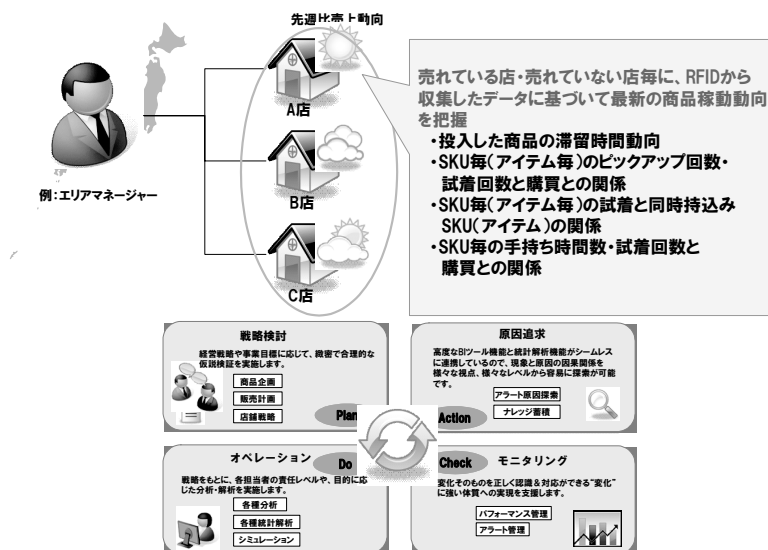 先週比売上動向
A店
B店
C店
例：エリアマネージャー
売れている店・売れていない店毎に、RFIDから
収集したデータに基づいて最新の商品稼動動向
を把握
・投入した商品の滞留時間動向
・SKU毎（アイテム毎）のピックアップ回数・
試着回数と購買との関係
・SKU毎（アイテム毎）の試着と同時持込み
SKU（アイテム）の関係
・SKU毎の手持ち時間数・試着回数と
購買との関係
戦略検討
経営戦略や事業目標に応じて、緻密で合理的な
仮説検証を実施します。
商品企画
販売計画
店舗戦略
Plan
原因追求
高度なBIツール機能と統計解析機能がシームレス
に連携しているので、現象と原因の因果関係を
様々な視点、様々なレベルから容易に探索が可能
です。
アラート原因探索
ナレッジ蓄積
Action
オペレーション
Do
戦略をもとに、各担当者の責任レベルや、目的に応
じた分析・解析を実施します。
各種分析
各種統計解析
シミュレーション
Check
モニタリング
変化そのものを正しく認識＆対応ができる“変化”
に強い体質への実現を支援します。
パフォーマンス管理
アラート管理